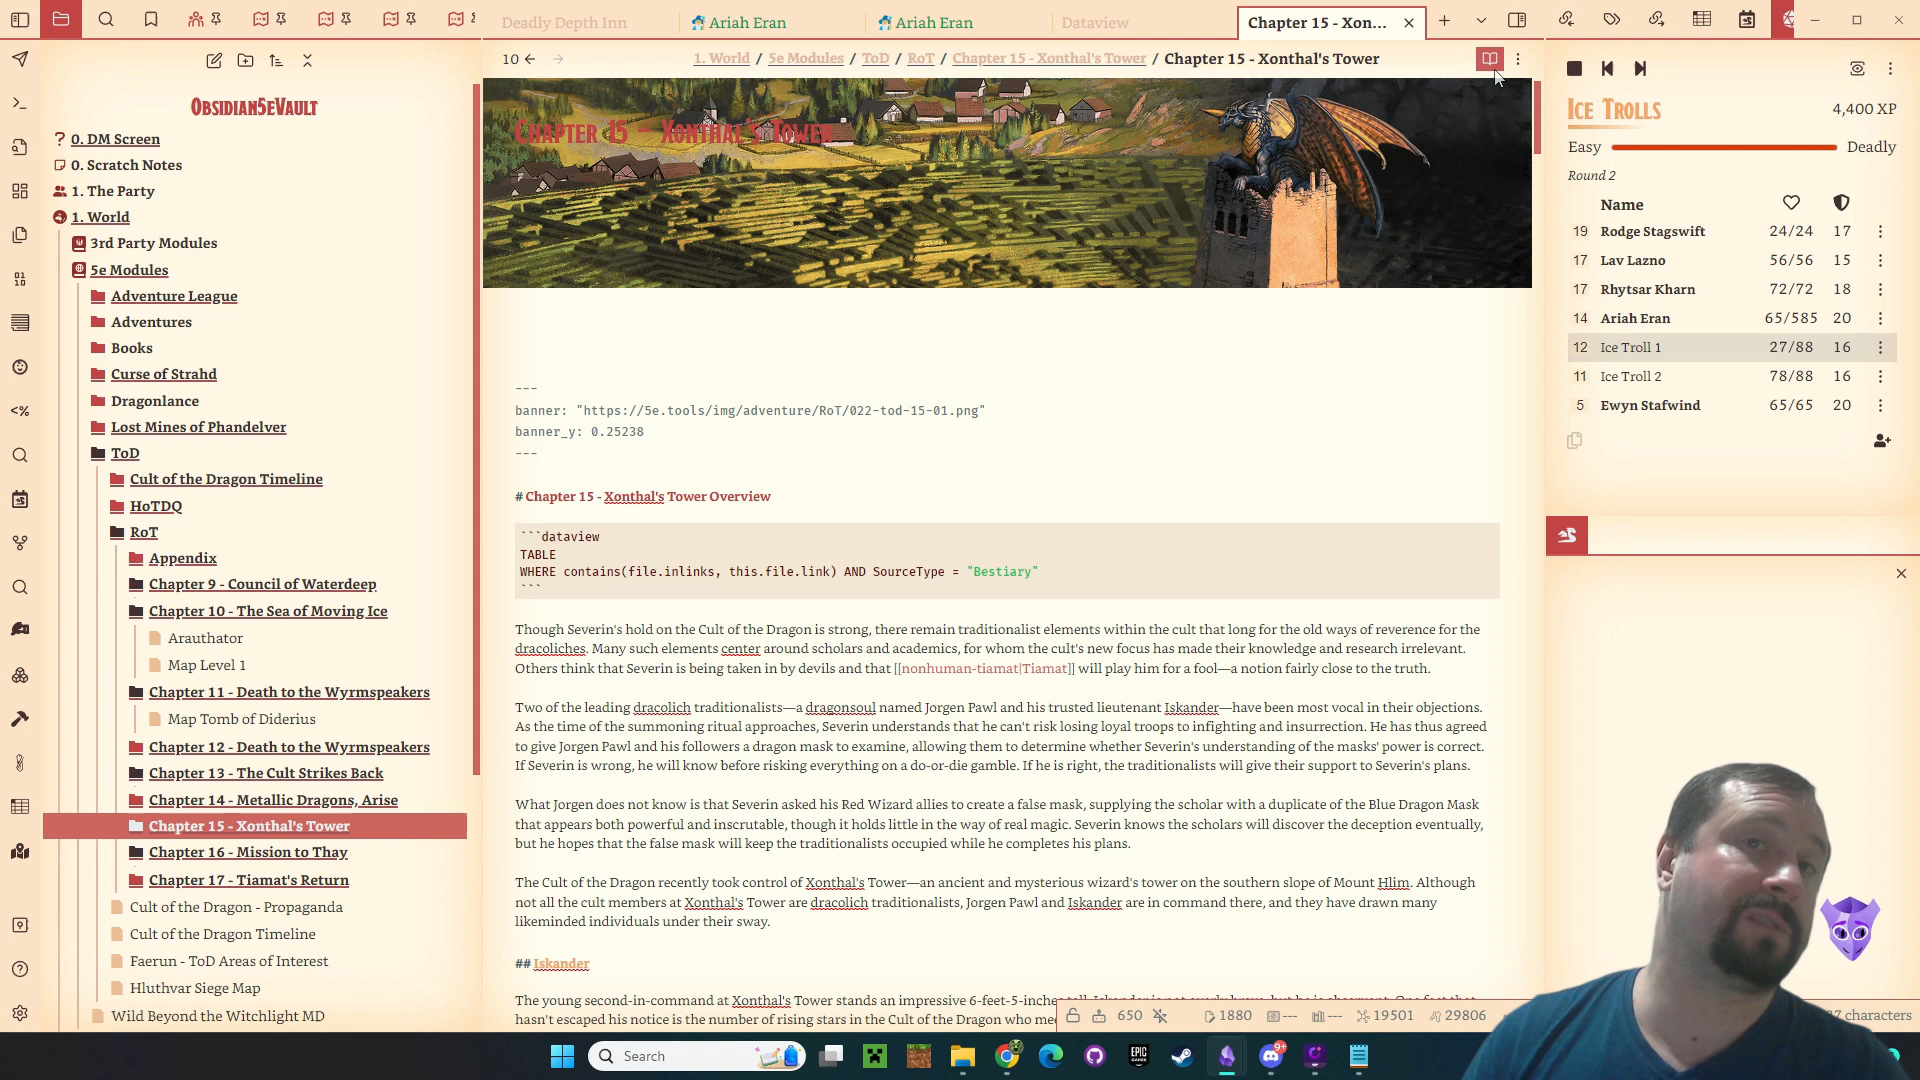 Deadly Depth Inn
Ariah Eran
Ariah Eran
Dataview
Chapter 15 - Xon...
10
1. World / 5e Modules / ToD / RoT / Chapter 15 - Xonthal's Tower / Chapter 15 - Xonthal's Tower
Obsidian5eVault
0. DM Screen
0. Scratch Notes
1. The Party
1. World
3rd Party Modules
5e Modules
Adventure League
Adventures
Books
Curse of Strahd
Dragonlance
Lost Mines of Phandelver
ToD
Cult of the Dragon Timeline
HoTDQ
RoT
Appendix
Chapter 9 - Council of Waterdeep
Chapter 10 - The Sea of Moving Ice
Arauthator
Map Level 1
Chapter 11 - Death to the Wyrmspeakers
Map Tomb of Diderius
Chapter 12 - Death to the Wyrmspeakers
Chapter 13 - The Cult Strikes Back
Chapter 14 - Metallic Dragons, Arise
Chapter 15 - Xonthal's Tower
Chapter 16 - Mission to Thay
Chapter 17 - Tiamat's Return
Cult of the Dragon - Propaganda
Cult of the Dragon Timeline
Faerun - ToD Areas of Interest
Hluthvar Siege Map
Wild Beyond the Witchlight MD
Chapter 15 - Xonthal's Tower
---
banner: "https://5e.tools/img/adventure/RoT/022-tod-15-01.png"
banner_y: 0.25238
---
# Chapter 15 - Xonthal's Tower Overview
```dataview
TABLE
WHERE contains(file.inlinks, this.file.link) AND SourceType = "Bestiary"
```
Though Severin's hold on the Cult of the Dragon is strong, there remain traditionalist elements within the cult that long for the old ways of reverence for the
dracoliches. Many such elements center around scholars and academics, for whom the cult's new focus has made their knowledge and research irrelevant.
Others think that Severin is being taken in by devils and that [[nonhuman-tiamat|Tiamat]] will play him for a fool—a notion fairly close to the truth.
Two of the leading dracolich traditionalists—a dragonsoul named Jorgen Pawl and his trusted lieutenant Iskander—have been most vocal in their objections.
As the time of the summoning ritual approaches, Severin understands that he can't risk losing loyal troops to infighting and insurrection. He has thus agreed
to give Jorgen Pawl and his followers a dragon mask to examine, allowing them to determine whether Severin's understanding of the masks' power is correct.
If Severin is wrong, he will know before risking everything on a do-or-die gamble. If he is right, the traditionalists will give their support to Severin's plans.
What Jorgen does not know is that Severin asked his Red Wizard allies to create a false mask, supplying the scholar with a duplicate of the Blue Dragon Mask
that appears both powerful and inscrutable, though it holds little in the way of real magic. Severin knows the scholars will discover the deception eventually,
but he hopes that the false mask will keep the traditionalists occupied while he completes his plans.
The Cult of the Dragon recently took control of Xonthal's Tower—an ancient and mysterious wizard's tower on the southern slope of Mount Hlim. Although
not all the cult members at Xonthal's Tower are dracolich traditionalists, Jorgen Pawl and Iskander are in command there, and they have drawn many
likeminded individuals under their sway.
## Iskander
The young second-in-command at Xonthal's Tower stands an impressive 6-feet-5-inches
hasn't escaped his notice is the number of rising stars in the Cult of the Dragon who
650
1880
---
---
19501
29806
characters
Ice Trolls
4,400 XP
Easy
Deadly
Round 2
Name
19 Rodge Stagswift 24/24 17
17 Lav Lazno 56/56 15
17 Rhytsar Kharn 72/72 18
14 Ariah Eran 65/585 20
12 Ice Troll 1 27/88 16
11 Ice Troll 2 78/88 16
5 Ewyn Stafwind 65/65 20
Search
EPIC
GAMES
9+